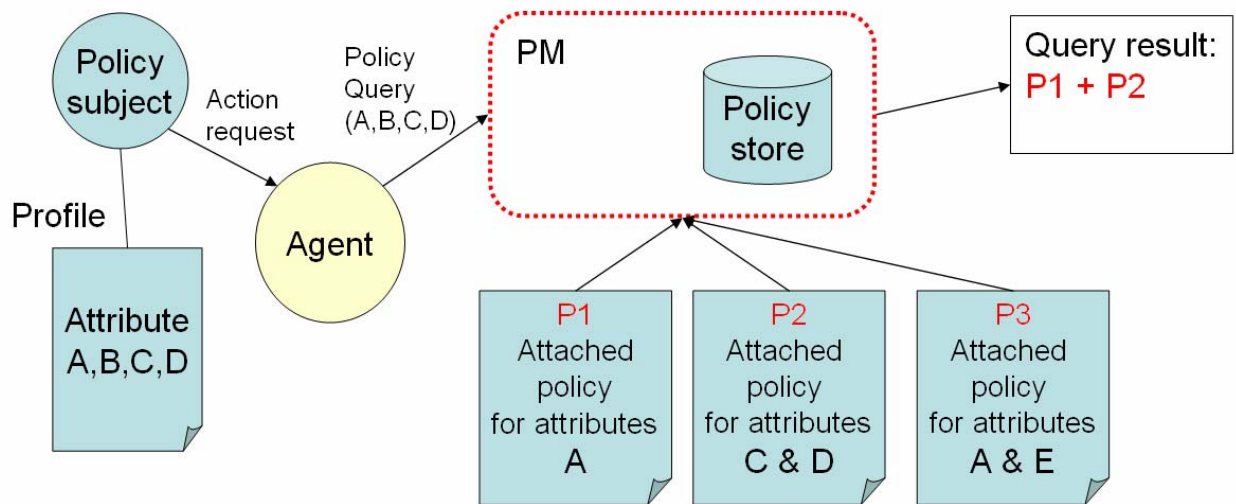 Policy
subject
Action
request
Profile
Attribute
A,B,C,D
Agent
Policy
Query
(A,B,C,D)
PM
Policy
store
Query result:
P1 + P2
P1
Attached
policy
for attributes
A
P2
Attached
policy
for attributes
C & D
P3
Attached
policy
for attributes
A & E